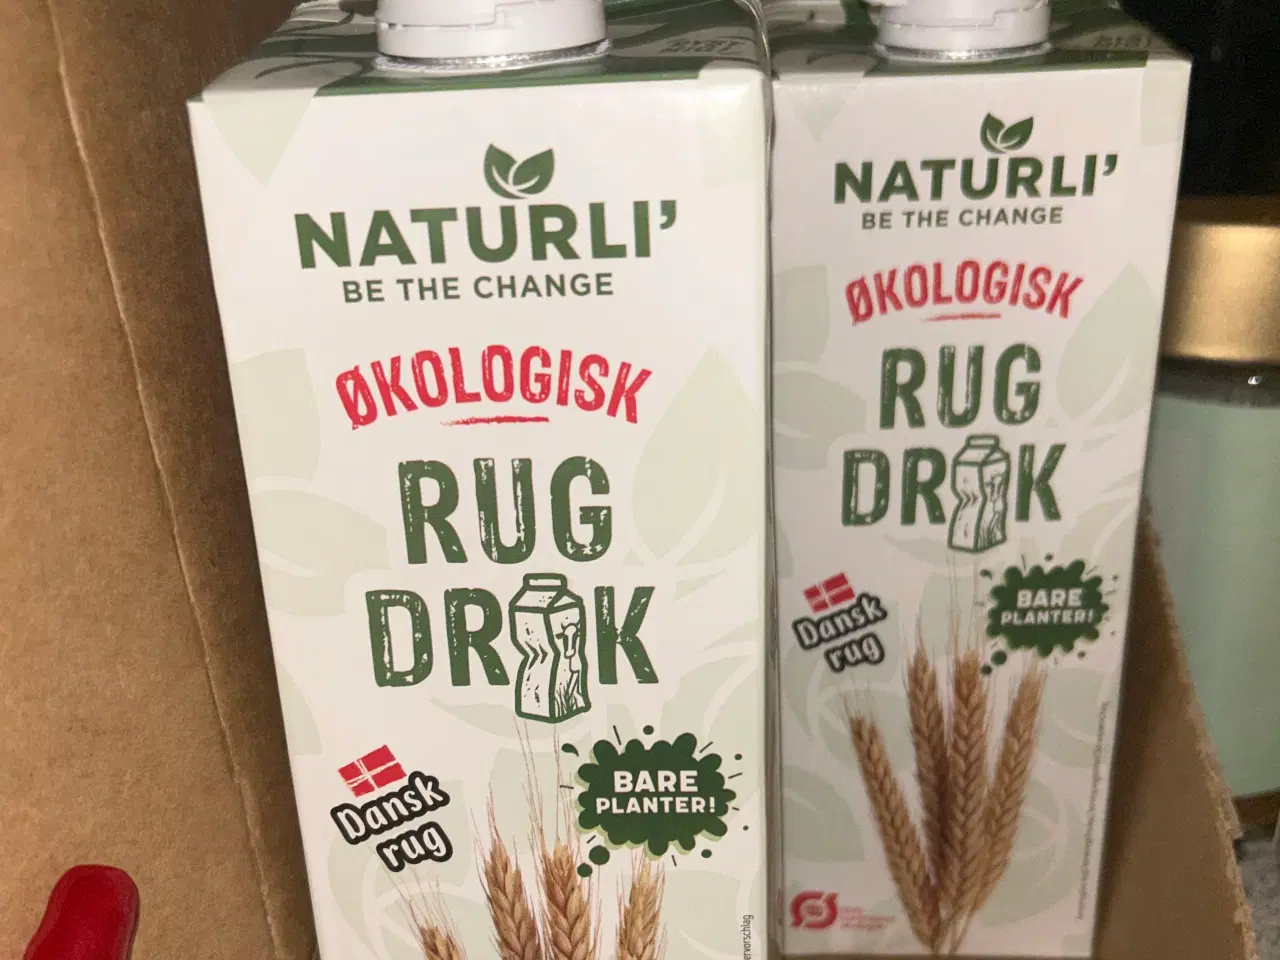 NATURLI'
BE THE CHANGE
ØKOLOGISK
RUG
DRIK
Dansk
rug
BARE
PLANTER!
NATURLI'
BE THE CHANGE
ØKOLOGISK
RUG
DRIK
Dansk
rug
BARE
PLANTER!